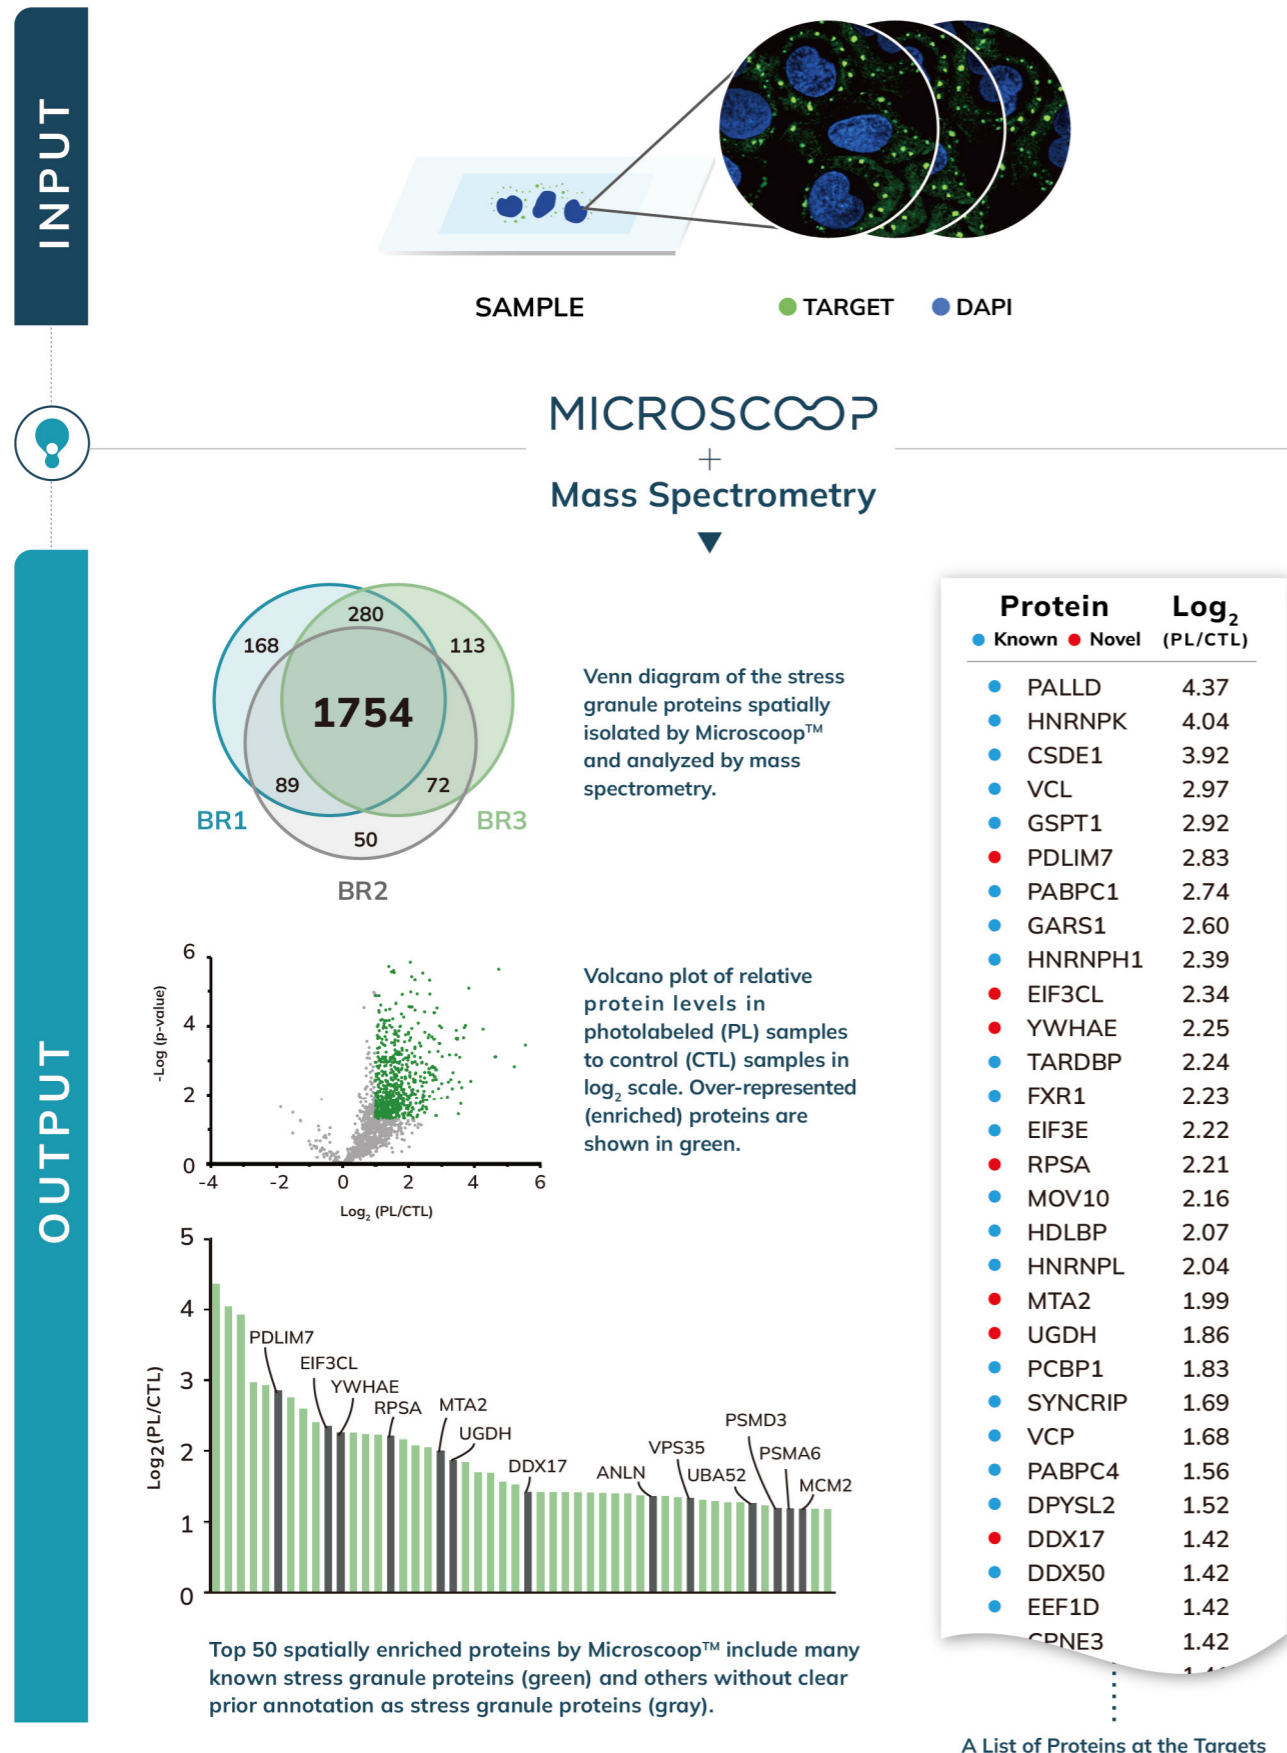 INPUT
SAMPLE
TARGET
DAPI
MICROSCOOP
+
Mass Spectrometry
OUTPUT
280
168
113
1754
89
72
BR1
BR3
50
BR2
Venn diagram of the stress
granule proteins spatially
isolated by Microscoop™
and analyzed by mass
spectrometry.
6
4
2
0
-Log (p-value)
-4 -2 0 2 4 6
Log₂ (PL/CTL)
Volcano plot of relative
protein levels in
photolabeled (PL) samples
to control (CTL) samples in
log₂ scale. Over-represented
(enriched) proteins are
shown in green.
5
4
3
2
1
0
Log2(PL/CTL)
PDLIM7
EIF3CL
YWHAE
RPSA
MTA2
UGDH
DDX17
ANLN
VPS35
UBA52
PSMD3
PSMA6
MCM2
Top 50 spatially enriched proteins by Microscoop™ include many
known stress granule proteins (green) and others without clear
prior annotation as stress granule proteins (gray).
Protein Log₂
Known Novel (PL/CTL)
PALLD 4.37
HNRNPK 4.04
CSDE1 3.92
VCL 2.97
GSPT1 2.92
PDLIM7 2.83
PABPC1 2.74
GARS1 2.60
HNRNPH1 2.39
EIF3CL 2.34
YWHAE 2.25
TARDBP 2.24
FXR1 2.23
EIF3E 2.22
RPSA 2.21
MOV10 2.16
HDLBP 2.07
HNRNPL 2.04
MTA2 1.99
UGDH 1.86
PCBP1 1.83
SYNCRIP 1.69
VCP 1.68
PABPC4 1.56
DPYSL2 1.52
DDX17 1.42
DDX50 1.42
EEF1D 1.42
CPNE3 1.42
A List of Proteins at the Targets